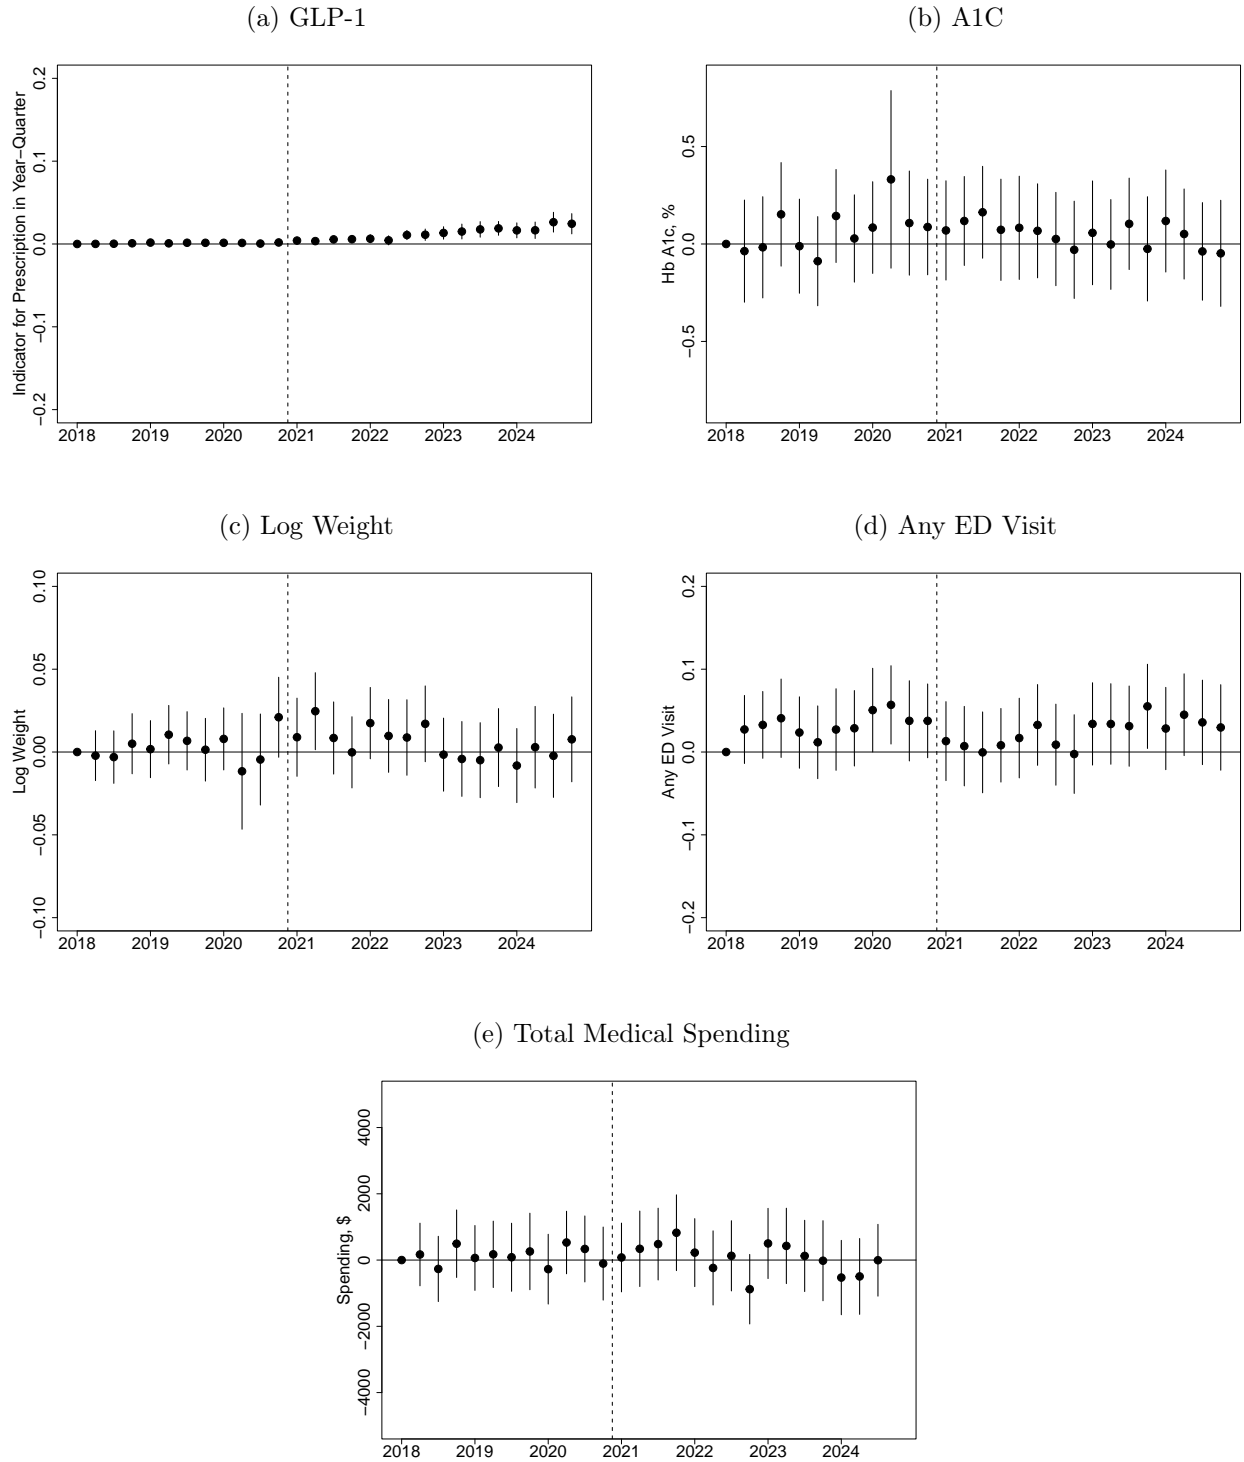 (a) GLP-1
Indicator for Prescription in Year−Quarter
0.2
0.1
0.0
−0.1
−0.2
2018 2019 2020 2021 2022 2023 2024
(b) A1C
Hb A1c, %
0.5
0.0
−0.5
2018 2019 2020 2021 2022 2023 2024
(c) Log Weight
Log Weight
0.10
0.05
0.00
−0.05
−0.10
2018 2019 2020 2021 2022 2023 2024
(d) Any ED Visit
Any ED Visit
0.2
0.1
0.0
−0.1
−0.2
2018 2019 2020 2021 2022 2023 2024
(e) Total Medical Spending
Spending, $
4000
2000
0
−2000
−4000
2018 2019 2020 2021 2022 2023 2024